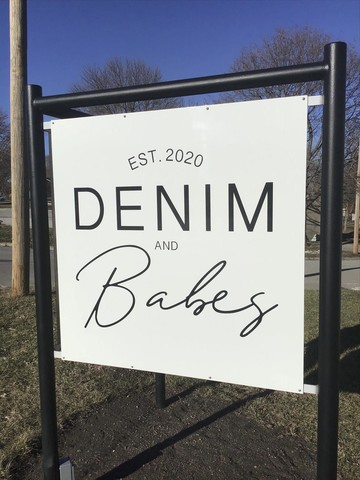 EST. 2020
DENIM
AND
Babes